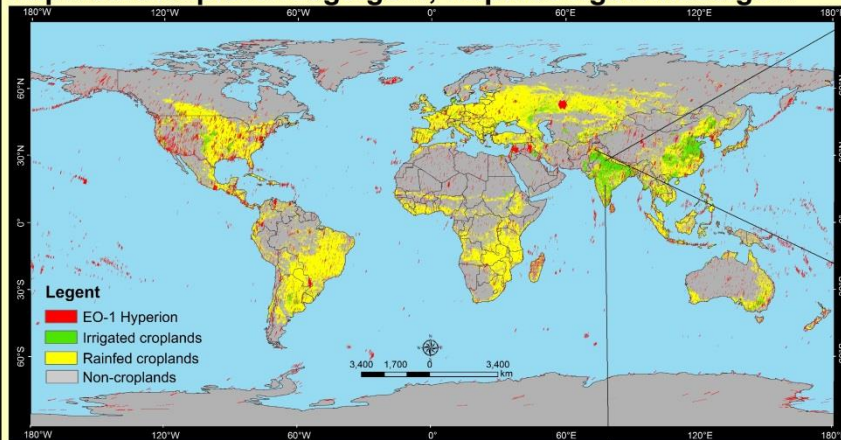 180°W 120°W 60°W 0° 60°E 120°E 180°
60°N
30°N
0°
30°S
60°S
Legent
EO-1 Hyperion
Irrigated croplands
Rainfed croplands
Non-croplands
3,400 1,700 0 3,400
km
180°W 120°W 60°W 0° 60°E 120°E 180°